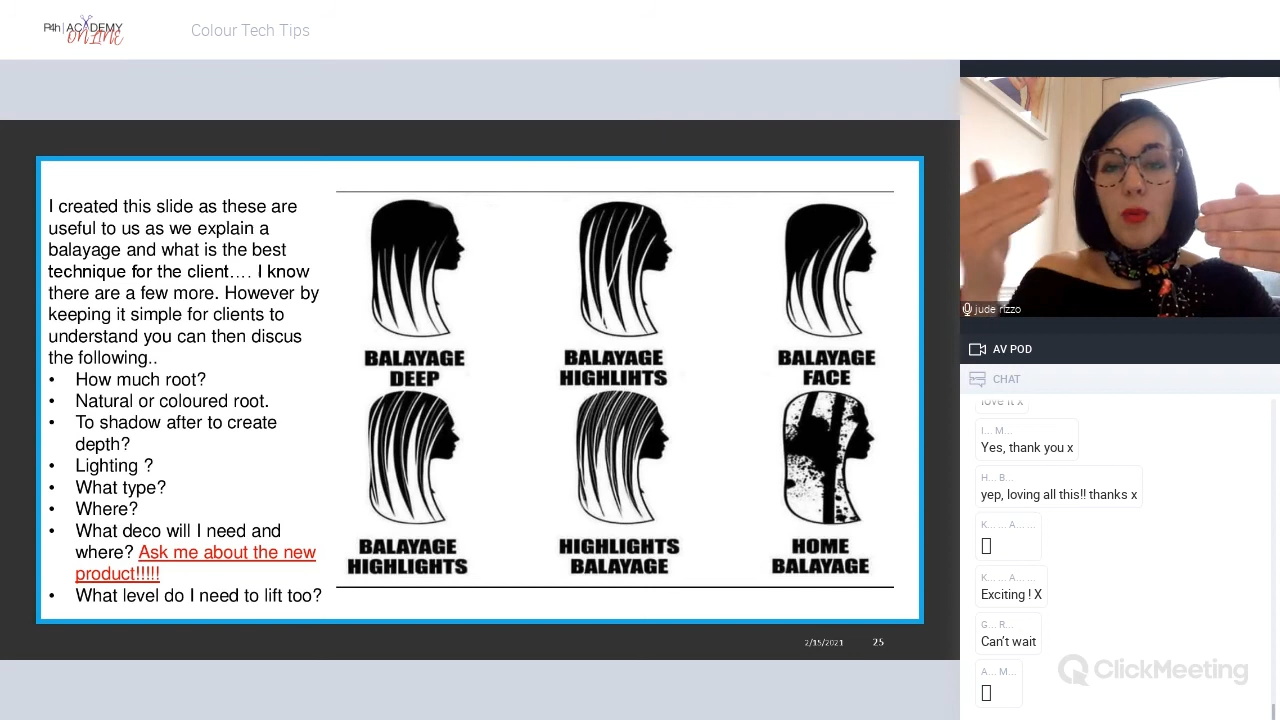 P4h | ACADEMY
onLINE
Colour Tech Tips
I created this slide as these are
useful to us as we explain a
balayage and what is the best
technique for the client…. I know
there are a few more. However by
keeping it simple for clients to
understand you can then discus
the following..
• How much root?
• Natural or coloured root.
• To shadow after to create
depth?
• Lighting ?
• What type?
• Where?
• What deco will I need and
where? Ask me about the new
product!!!!!
• What level do I need to lift too?
BALAYAGE
DEEP
BALAYAGE
HIGHLIHTS
BALAYAGE
FACE
BALAYAGE
HIGHLIGHTS
HIGHLIGHTS
BALAYAGE
HOME
BALAYAGE
2/15/2021 25
jude rizzo
AV POD
CHAT
love it x
I... M...
Yes, thank you x
H... B...
yep, loving all this!! thanks x
K... ... A... ...
K... ... A... ...
Exciting ! X
G... R...
Can't wait
A... M...
ClickMeeting